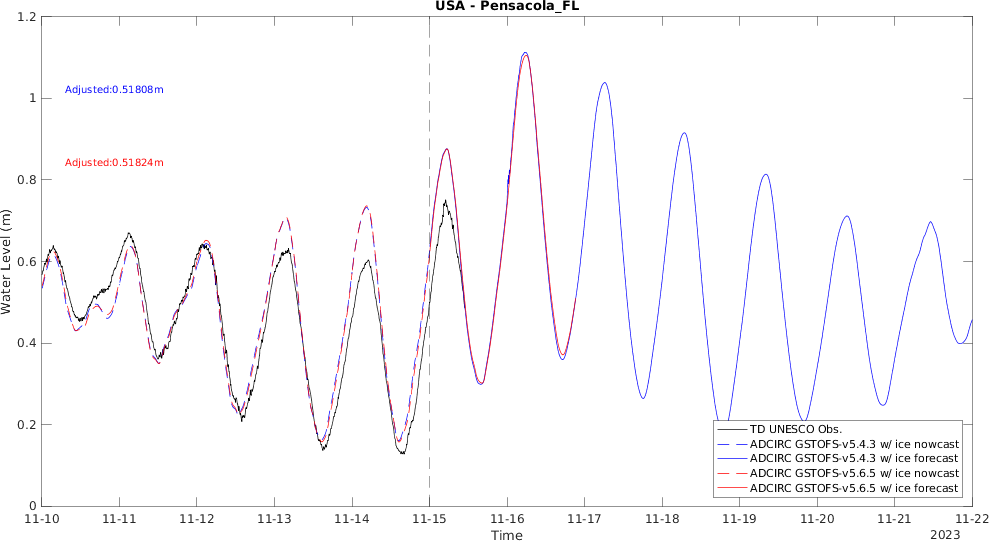 USA - Pensacola_FL
1.2
1
0.8
0.6
0.4
0.2
0
Water Level (m)
Adjusted:0.51808m
Adjusted:0.51824m
TD UNESCO Obs.
ADCIRC GSTOFS-v5.4.3 w/ ice nowcast
ADCIRC GSTOFS-v5.4.3 w/ ice forecast
ADCIRC GSTOFS-v5.6.5 w/ ice nowcast
ADCIRC GSTOFS-v5.6.5 w/ ice forecast
11-10 11-11 11-12 11-13 11-14 11-15 11-16 11-17 11-18 11-19 11-20 11-21 11-22
Time
2023